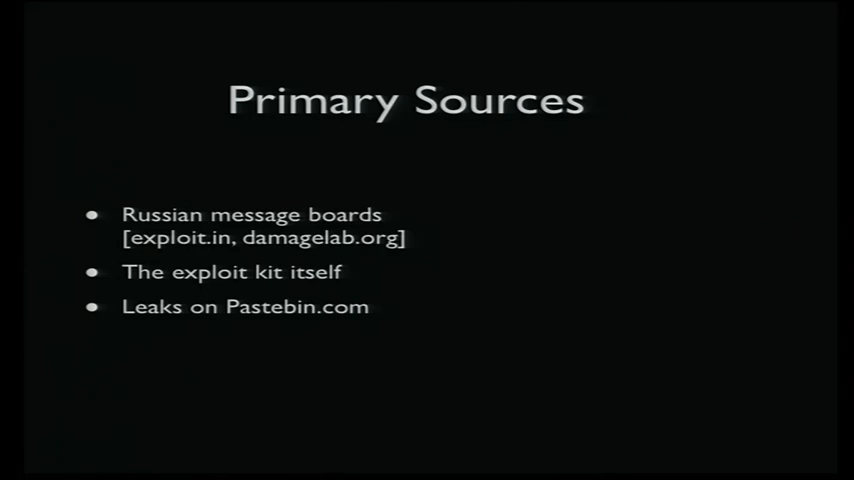 Primary Sources
● Russian message boards
[exploit.in, damagelab.org]
● The exploit kit itself
● Leaks on Pastebin.com